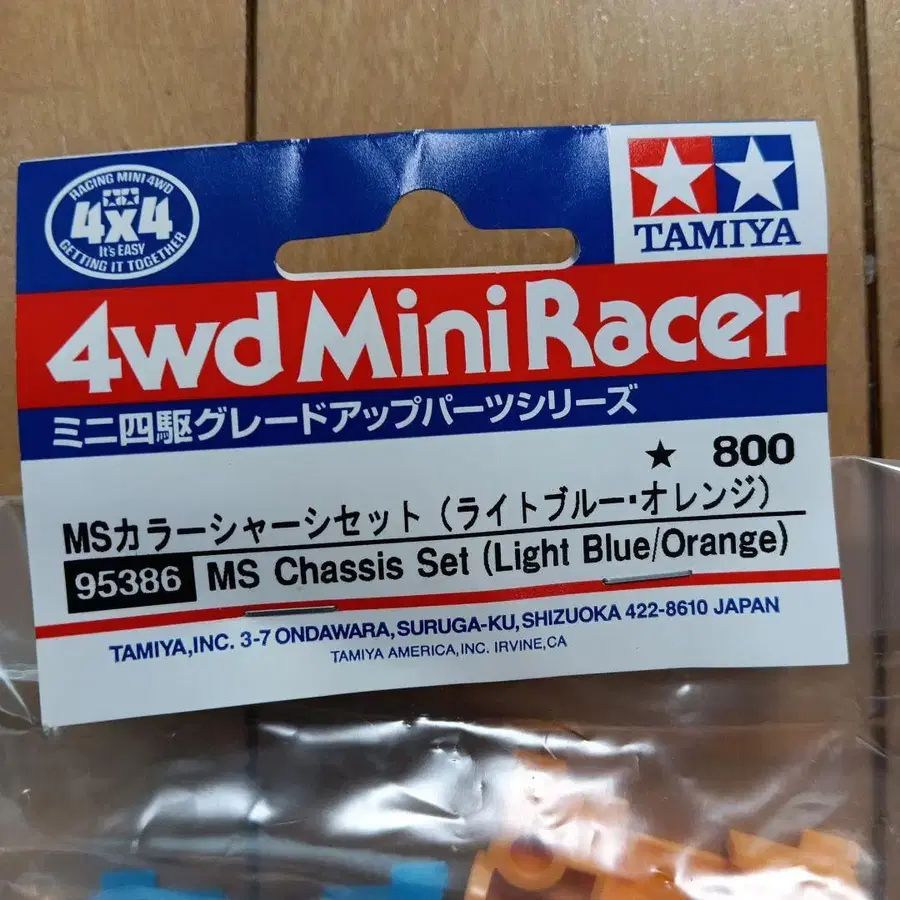 RACING MINI 4WD
4x4
It's EASY
GETTING IT TOGETHER
TAMIYA
4wd Mini Racer
ミニ四駆グレードアップパーツシリーズ
★ 800
MSカラーシャーシセット（ライトブルー・オレンジ）
95386 MS Chassis Set (Light Blue/Orange)
TAMIYA,INC. 3-7 ONDAWARA, SURUGA-KU, SHIZUOKA 422-8610 JAPAN
TAMIYA AMERICA, INC. IRVINE, CA